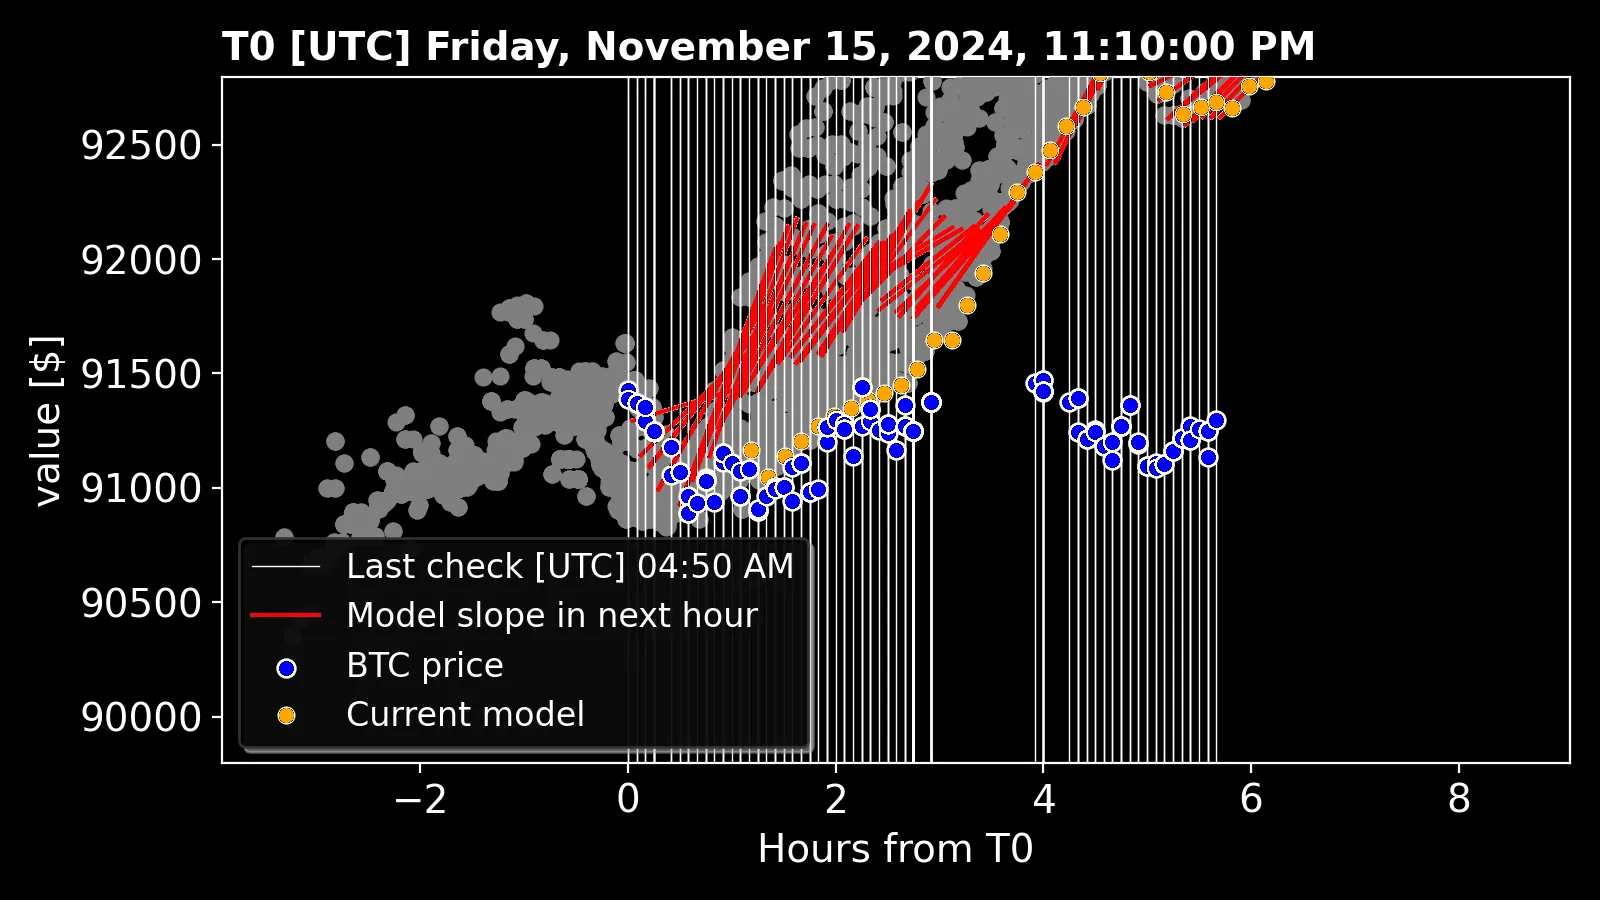 T0 [UTC] Friday, November 15, 2024, 11:10:00 PM
value [$]
92500
92000
91500
91000
90500
90000
Last check [UTC] 04:50 AM
Model slope in next hour
BTC price
Current model
−2 0 2 4 6 8
Hours from T0